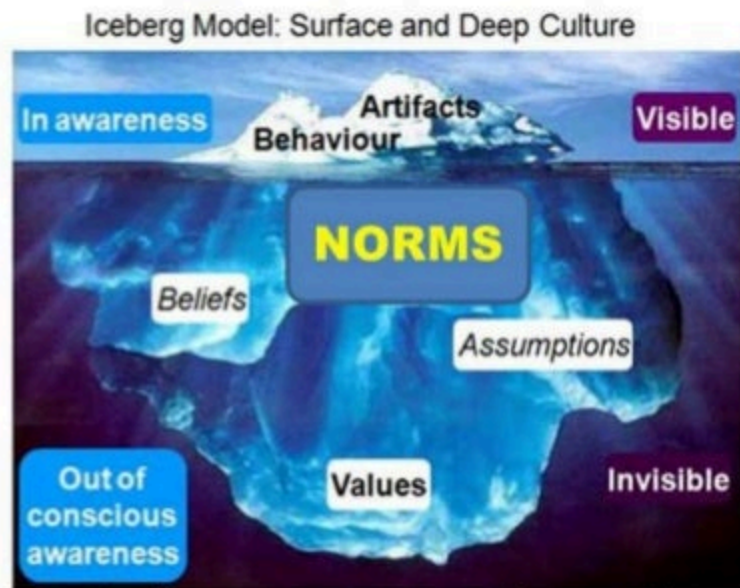 Iceberg Model: Surface and Deep Culture
In awareness
Artifacts
Visible
Behaviour
NORMS
Beliefs
Assumptions
Values
Out of
conscious
awareness
Invisible